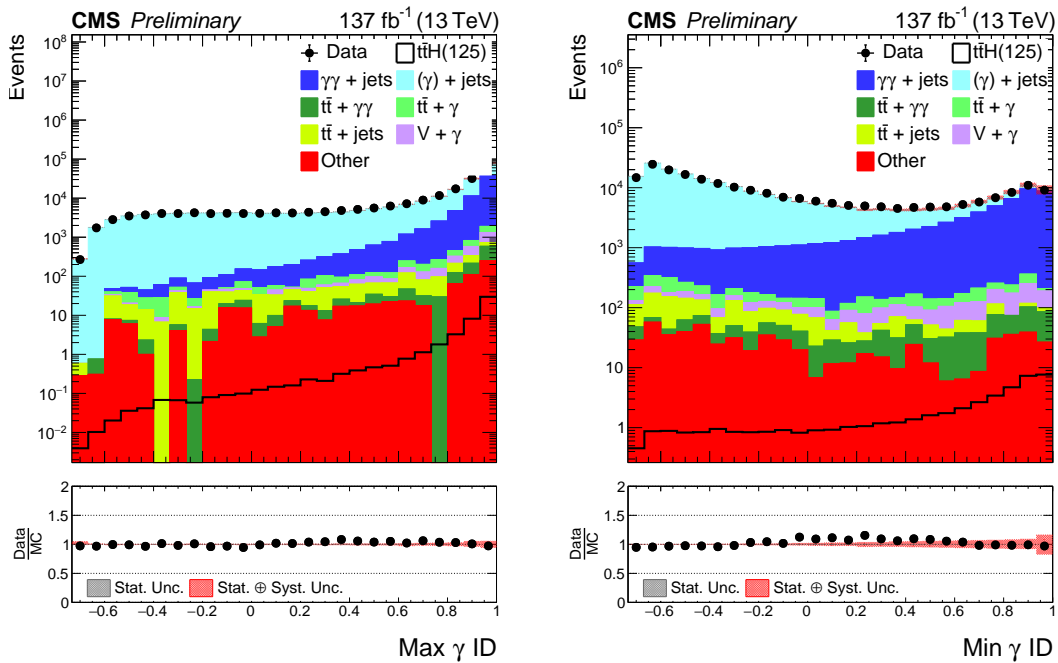 CMS Preliminary 137 fb⁻¹ (13 TeV)
Events
10⁸
10⁷
10⁶
10⁵
10⁴
10³
10²
10
1
10⁻¹
10⁻²
Data tt̄H(125)
γγ + jets (γ) + jets
tt̄ + γγ tt̄ + γ
tt̄ + jets V + γ
Other
Data
MC
2
1.5
1
0.5
0
Stat. Unc. Stat. ⊕ Syst. Unc.
−0.6 −0.4 −0.2 0 0.2 0.4 0.6 0.8 1
Max γ ID
CMS Preliminary 137 fb⁻¹ (13 TeV)
Events
10⁶
10⁵
10⁴
10³
10²
10
1
Data tt̄H(125)
γγ + jets (γ) + jets
tt̄ + γγ tt̄ + γ
tt̄ + jets V + γ
Other
Data
MC
2
1.5
1
0.5
0
Stat. Unc. Stat. ⊕ Syst. Unc.
−0.6 −0.4 −0.2 0 0.2 0.4 0.6 0.8 1
Min γ ID